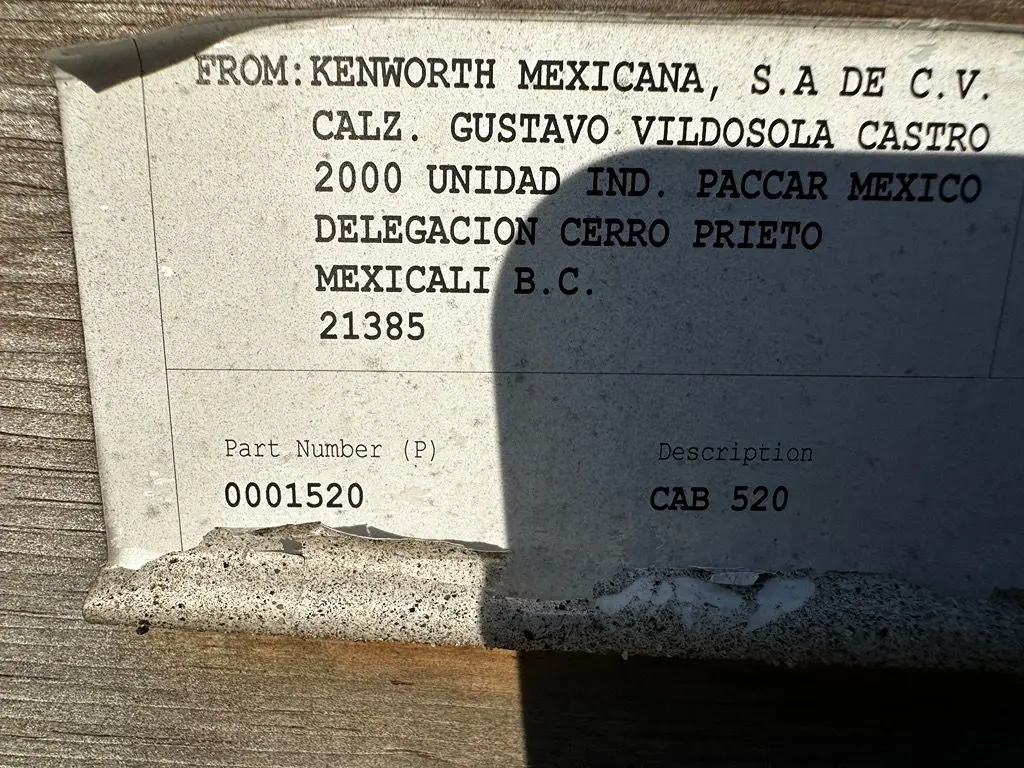 FROM:KENWORTH MEXICANA, S.A DE C.V.
CALZ. GUSTAVO VILDOSOLA CASTRO
2000 UNIDAD IND. PACCAR MEXICO
DELEGACION CERRO PRIETO
MEXICALI B.C.
21385
Part Number (P) Description
0001520 CAB 520